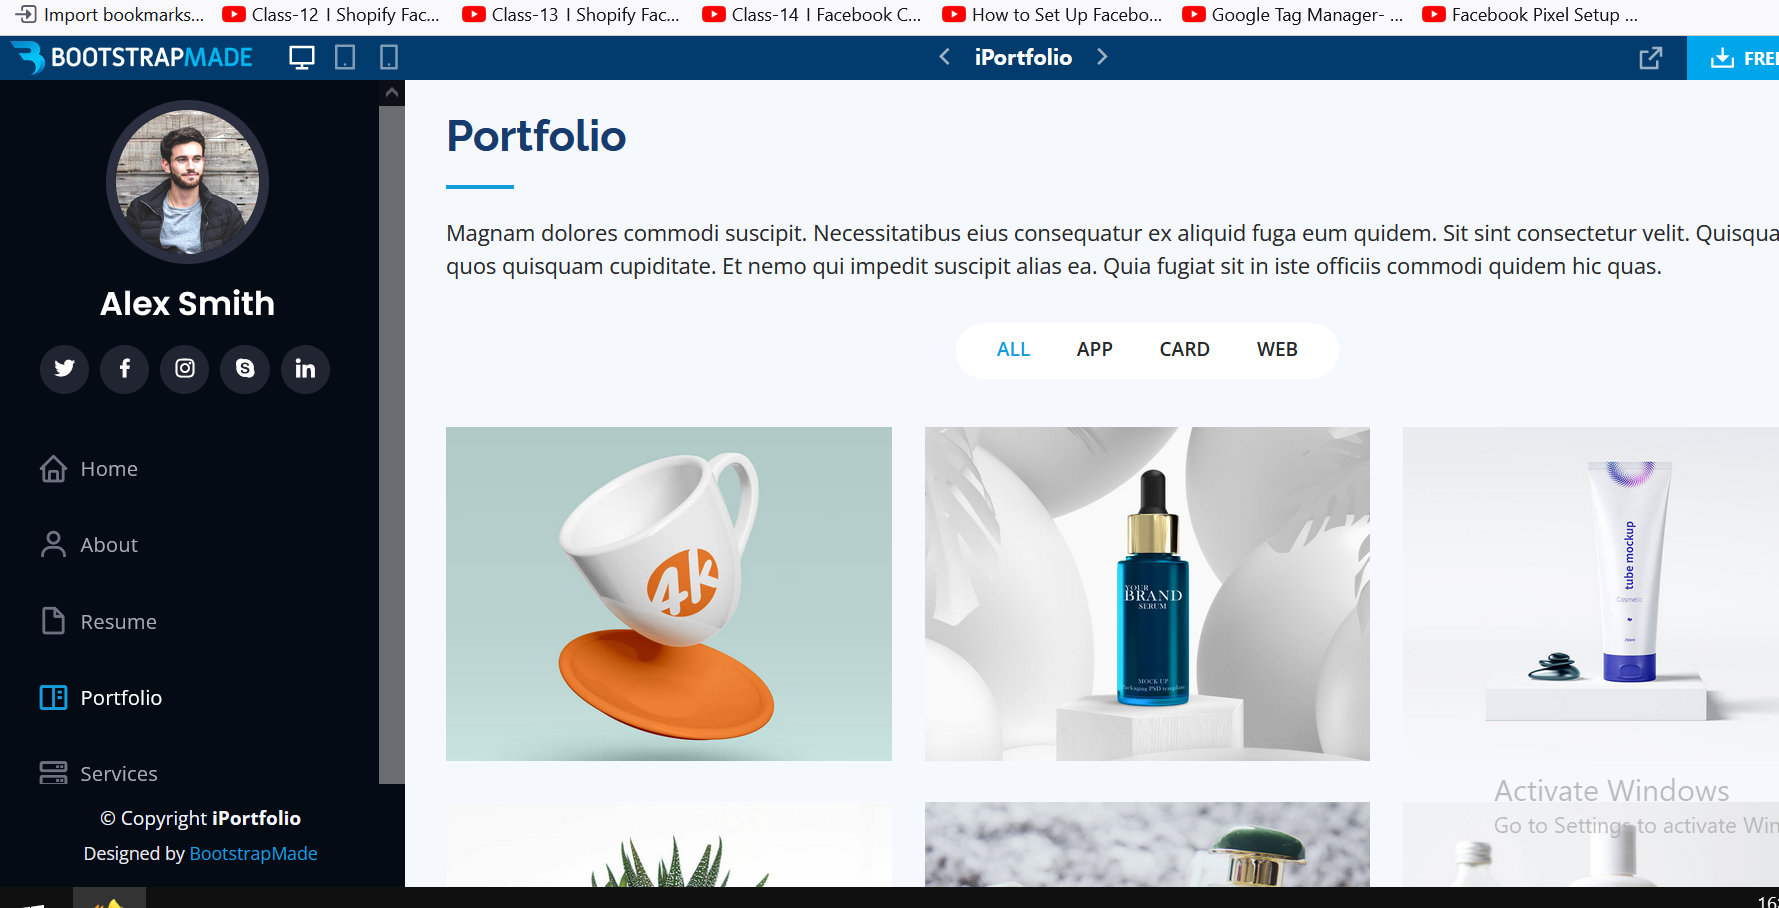 Import bookmarks... Class-12 I Shopify Fac... Class-13 I Shopify Fac... Class-14 I Facebook C... How to Set Up Facebo... Google Tag Manager- ... Facebook Pixel Setup ...
BOOTSTRAPMADE iPortfolio FREE
Portfolio
Magnam dolores commodi suscipit. Necessitatibus eius consequatur ex aliquid fuga eum quidem. Sit sint consectetur velit. Quisqua
quos quisquam cupiditate. Et nemo qui impedit suscipit alias ea. Quia fugiat sit in iste officiis commodi quidem hic quas.
Alex Smith
ALL APP CARD WEB
Home
About
Resume
Portfolio
Services
© Copyright iPortfolio
Designed by BootstrapMade
4k
YOUR
BRAND
SERUM
MOCK UP
Packaging PSD template
tube mockup
Cosmetic
Activate Windows
Go to Settings to activate Win
16: